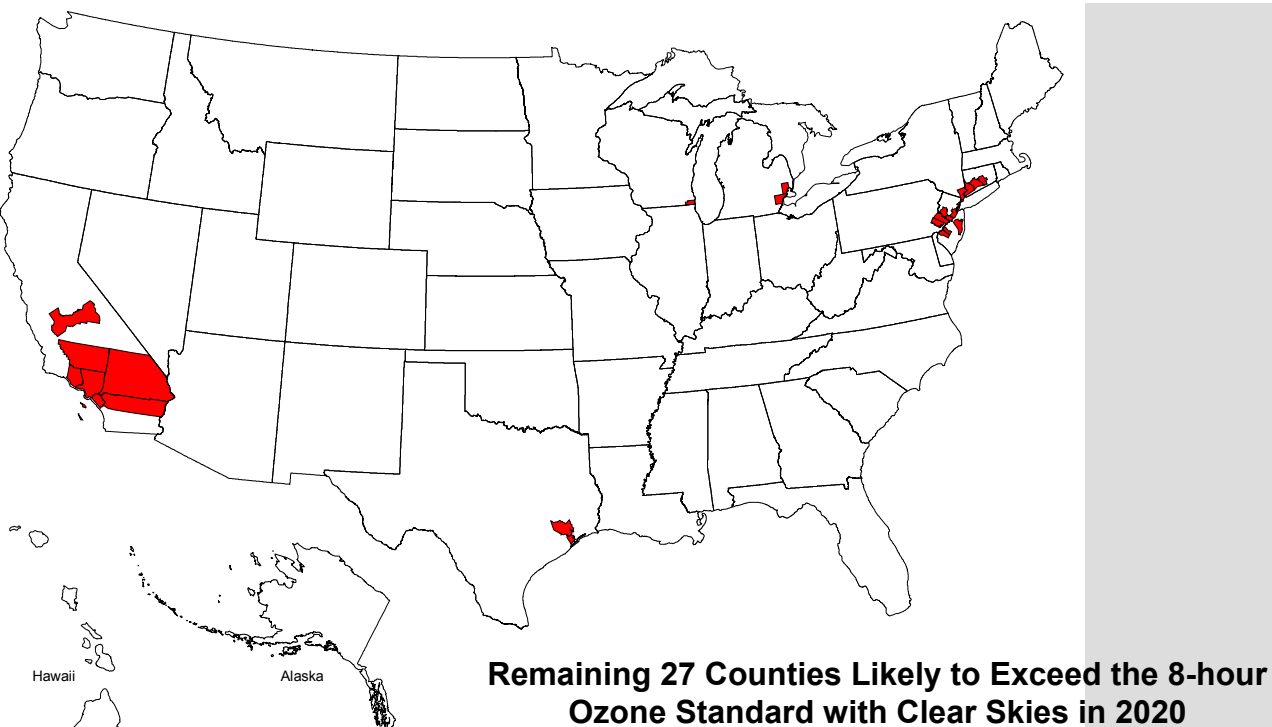 Hawaii
Alaska
Remaining 27 Counties Likely to Exceed the 8-hour
Ozone Standard with Clear Skies in 2020